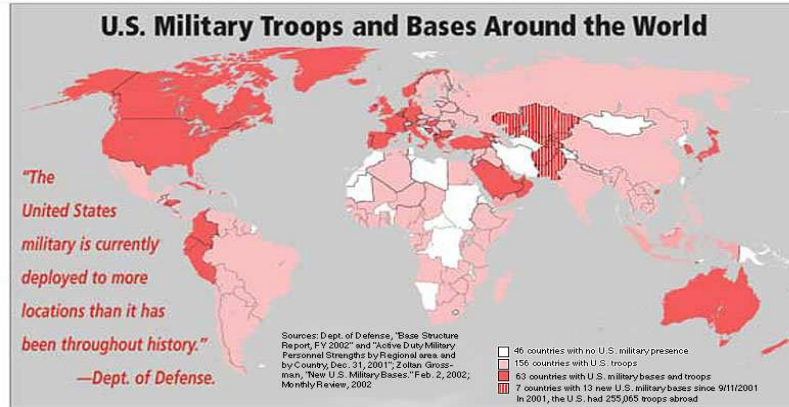 U.S. Military Troops and Bases Around the World
"The
United States
military is currently
deployed to more
locations than it has
been throughout history."
—Dept. of Defense.
Sources: Dept. of Defense, "Base Structure
Report, FY 2002" and "Active Duty Military
Personnel Strengths by Regional area and
by Country, Dec. 31, 2001"; Zoltan Gross-
man, "New U.S. Military Bases." Feb. 2, 2002;
Monthly Review, 2002
46 countries with no U.S. military presence
156 countries with U.S. troops
63 countries with U.S. military bases and troops
7 countries with 13 new U.S. military bases since 9/11/2001
In 2001, the U.S. had 255,065 troops abroad